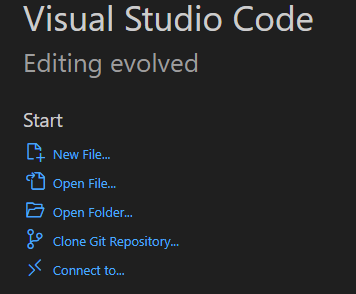 Visual Studio Code
Editing evolved
Start
New File...
Open File...
Open Folder...
Clone Git Repository...
Connect to...